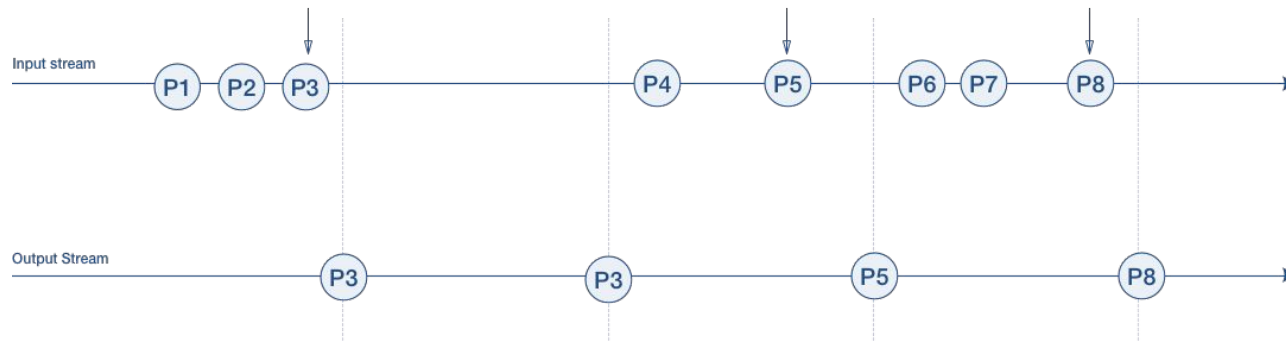 Input stream
P1 P2 P3 P4 P5 P6 P7 P8
Output Stream
P3 P3 P5 P8